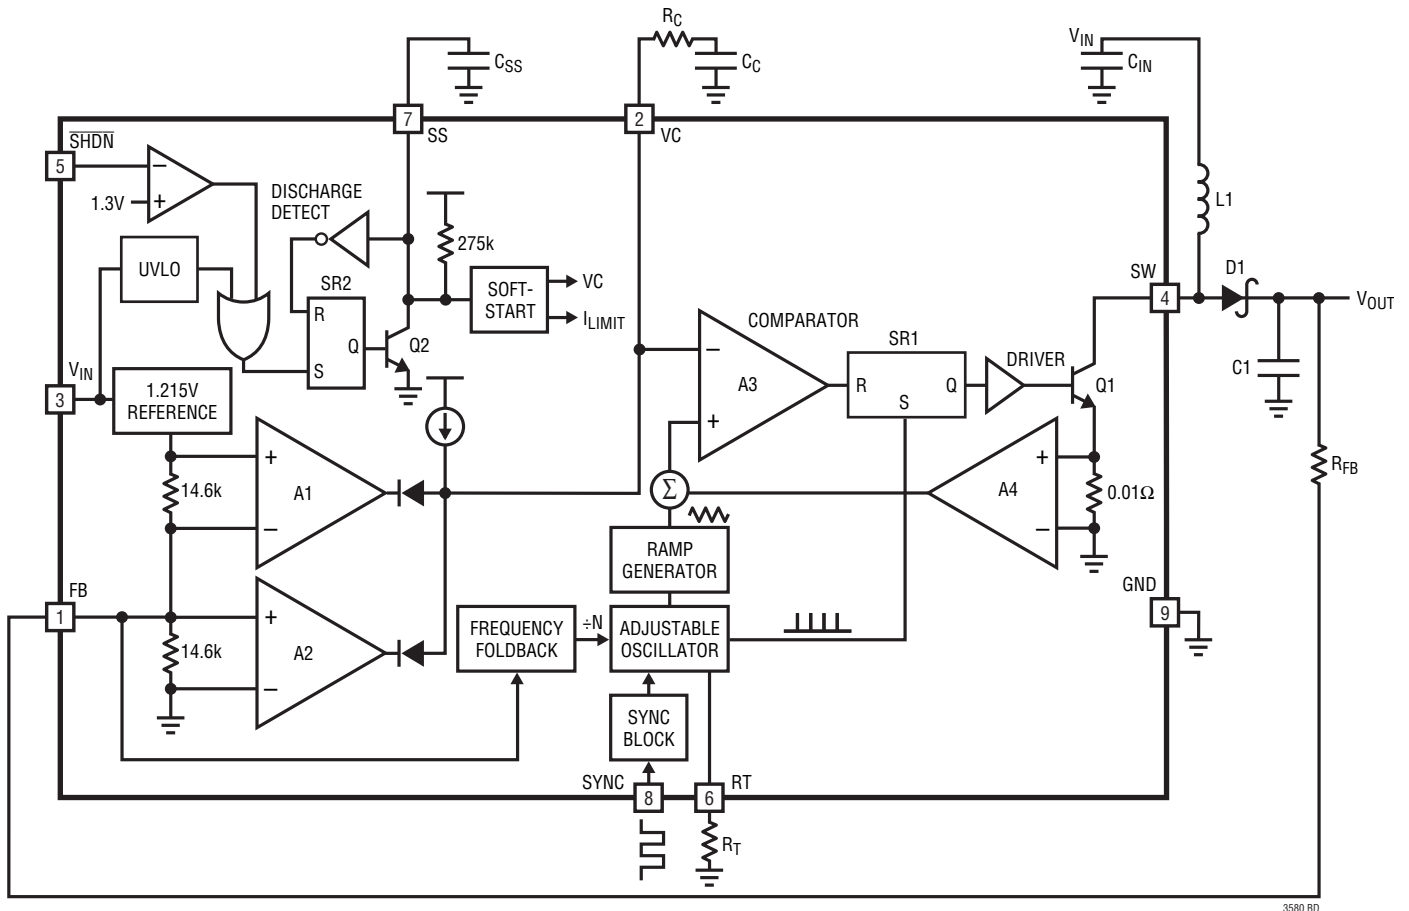 RC
CSS
CC
VIN
CIN
7
SS
2
VC
SHDN
5
1.3V
−
+
DISCHARGE
DETECT
275k
L1
UVLO
SR2
R
S
Q
Q2
SOFT-
START
VC
ILIMIT
COMPARATOR
−
A3
+
SR1
R
S
Q
DRIVER
Q1
SW
4
D1
VOUT
C1
VIN
3
1.215V
REFERENCE
14.6k
+
A1
−
Σ
+
A4
−
0.01Ω
RFB
RAMP
GENERATOR
GND
9
FB
1
14.6k
+
A2
−
FREQUENCY
FOLDBACK
÷N
ADJUSTABLE
OSCILLATOR
SYNC
BLOCK
SYNC
8
6
RT
RT
3580 BD